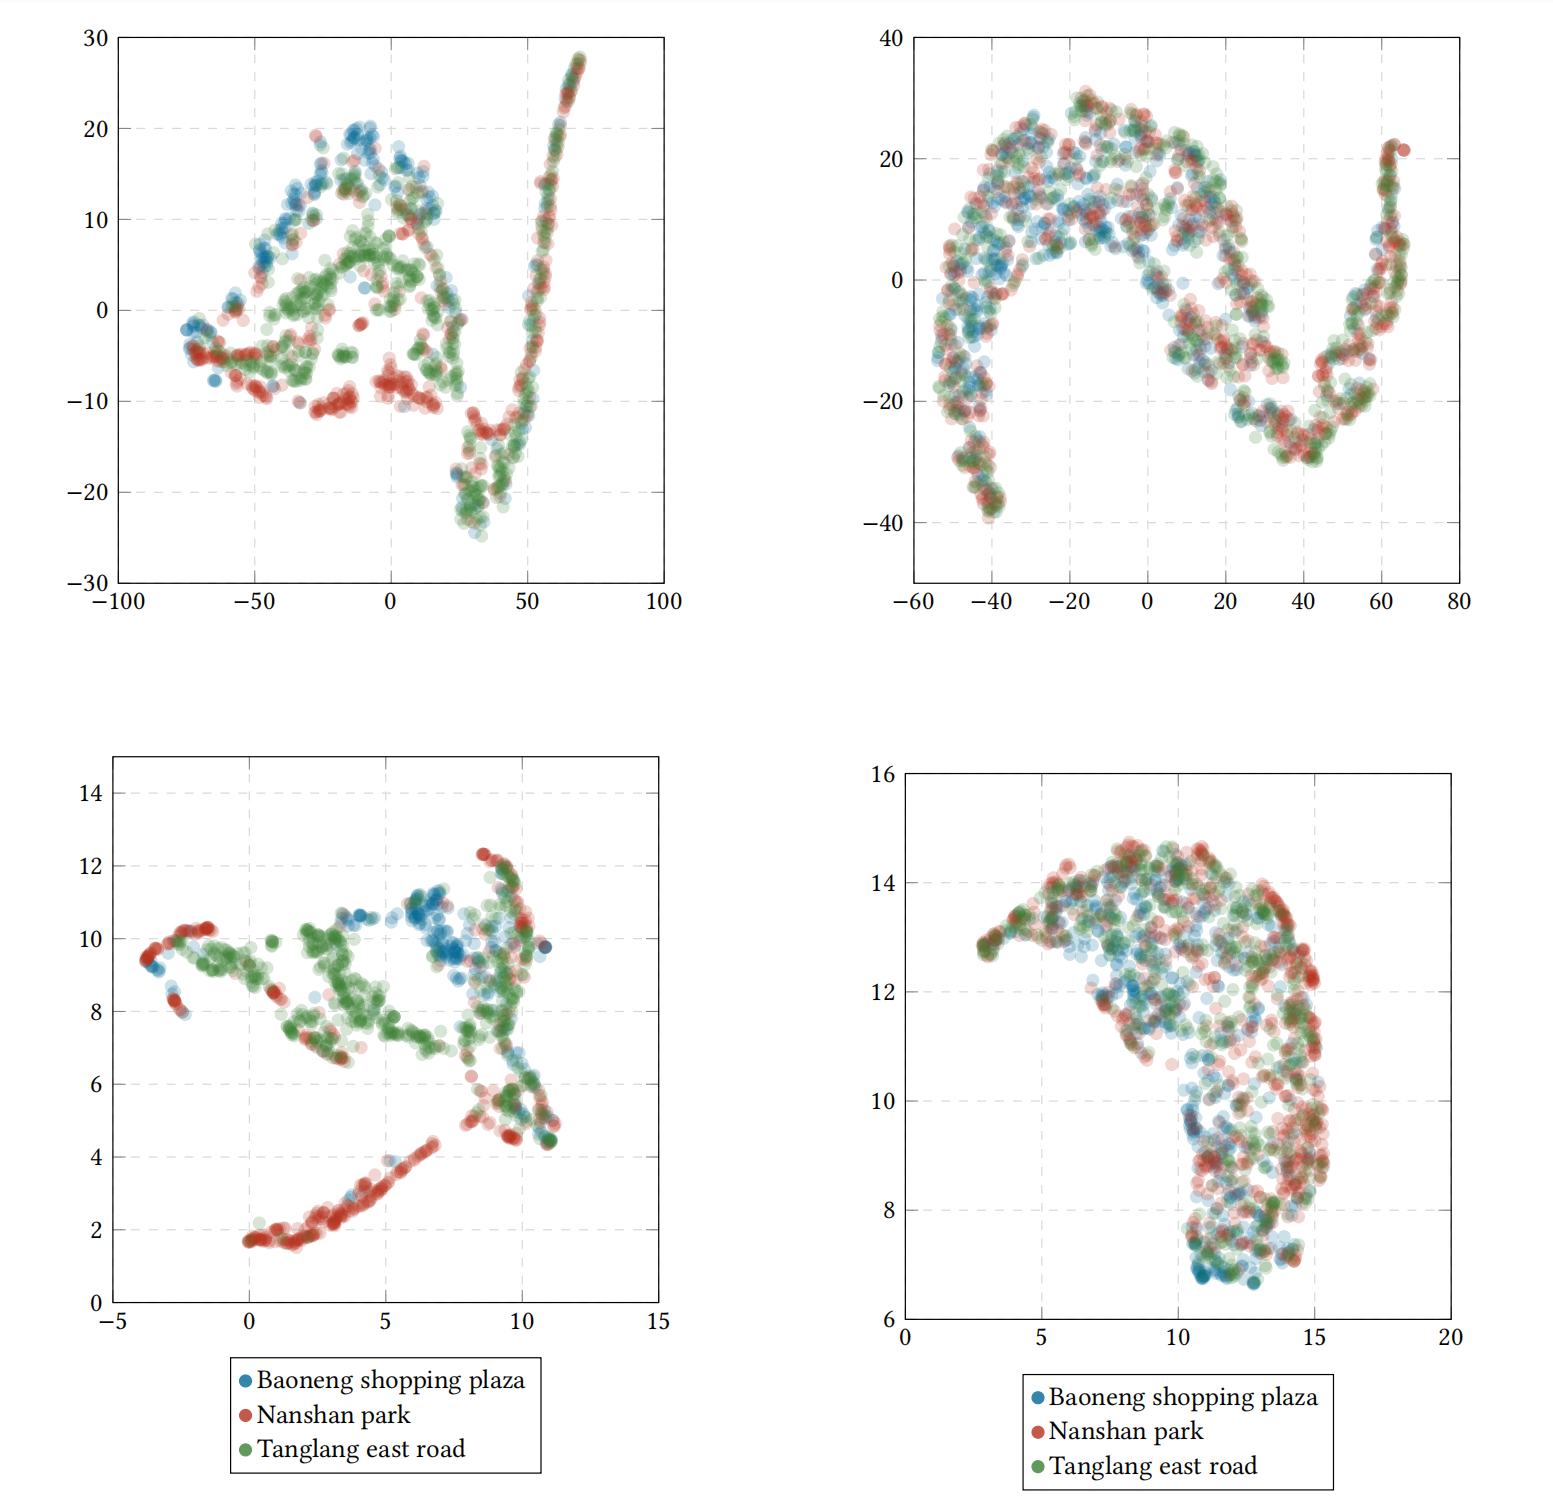 30
20
10
0
−10
−20
−30
−100 −50 0 50 100
40
20
0
−20
−40
−60 −40 −20 0 20 40 60 80
14
12
10
8
6
4
2
0
−5 0 5 10 15
Baoneng shopping plaza
Nanshan park
Tanglang east road
16
14
12
10
8
6
0 5 10 15 20
Baoneng shopping plaza
Nanshan park
Tanglang east road